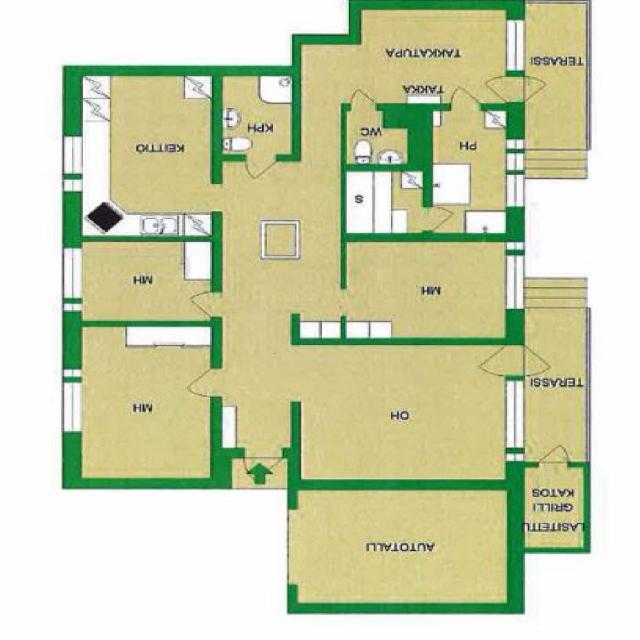 AUTOTALLI
LASITETTU
GRILLI
KATOS
OH
MH
TERASSI
MH
MH
S
KEITTIÖ
PH
WC
KPH
TAKKA
TERASSI
TAKKATUPA